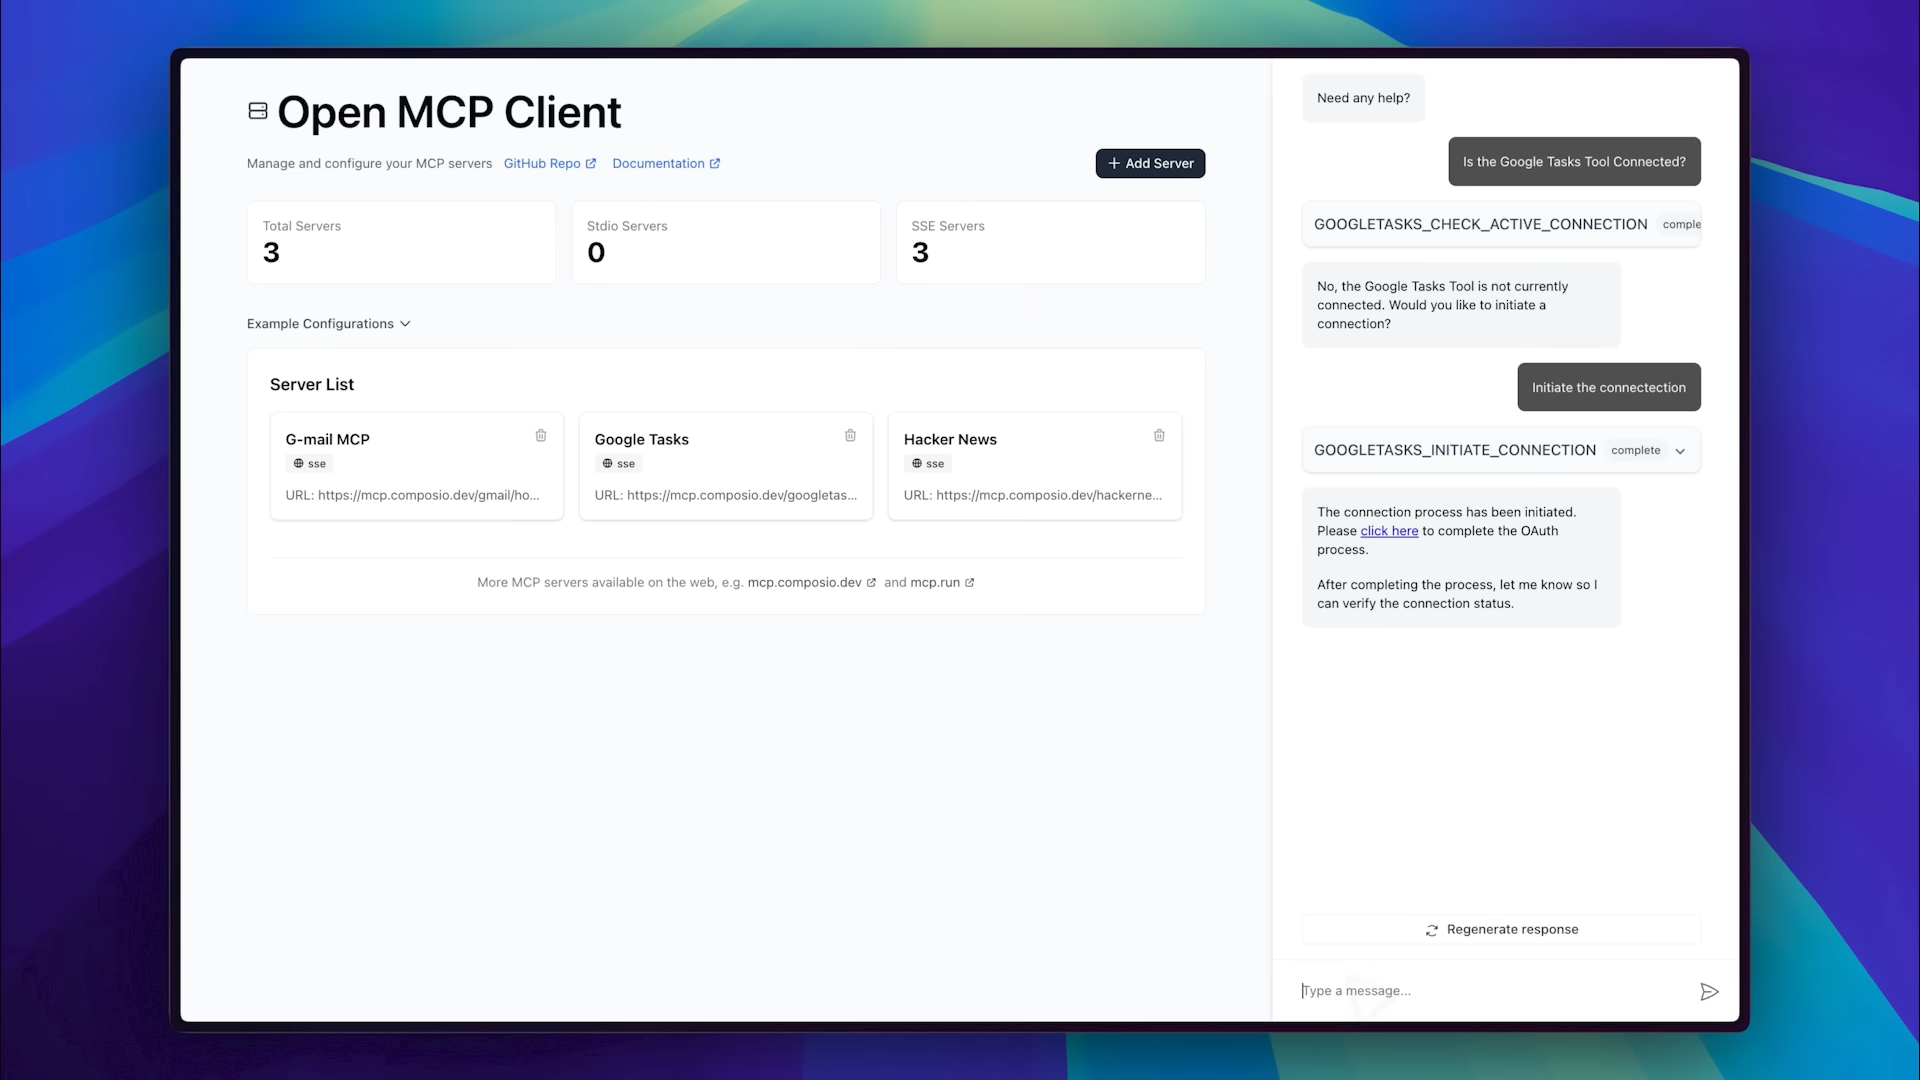 Open MCP Client
Manage and configure your MCP servers GitHub Repo Documentation
+ Add Server
Total Servers
3
Stdio Servers
0
SSE Servers
3
Example Configurations
Server List
G-mail MCP
sse
URL: https://mcp.composio.dev/gmail/ho...
Google Tasks
sse
URL: https://mcp.composio.dev/googletas...
Hacker News
sse
URL: https://mcp.composio.dev/hackerne...
More MCP servers available on the web, e.g. mcp.composio.dev and mcp.run
Need any help?
Is the Google Tasks Tool Connected?
GOOGLETASKS_CHECK_ACTIVE_CONNECTION comple
No, the Google Tasks Tool is not currently
connected. Would you like to initiate a
connection?
Initiate the connectection
GOOGLETASKS_INITIATE_CONNECTION complete
The connection process has been initiated.
Please click here to complete the OAuth
process.
After completing the process, let me know so I
can verify the connection status.
Regenerate response
Type a message...